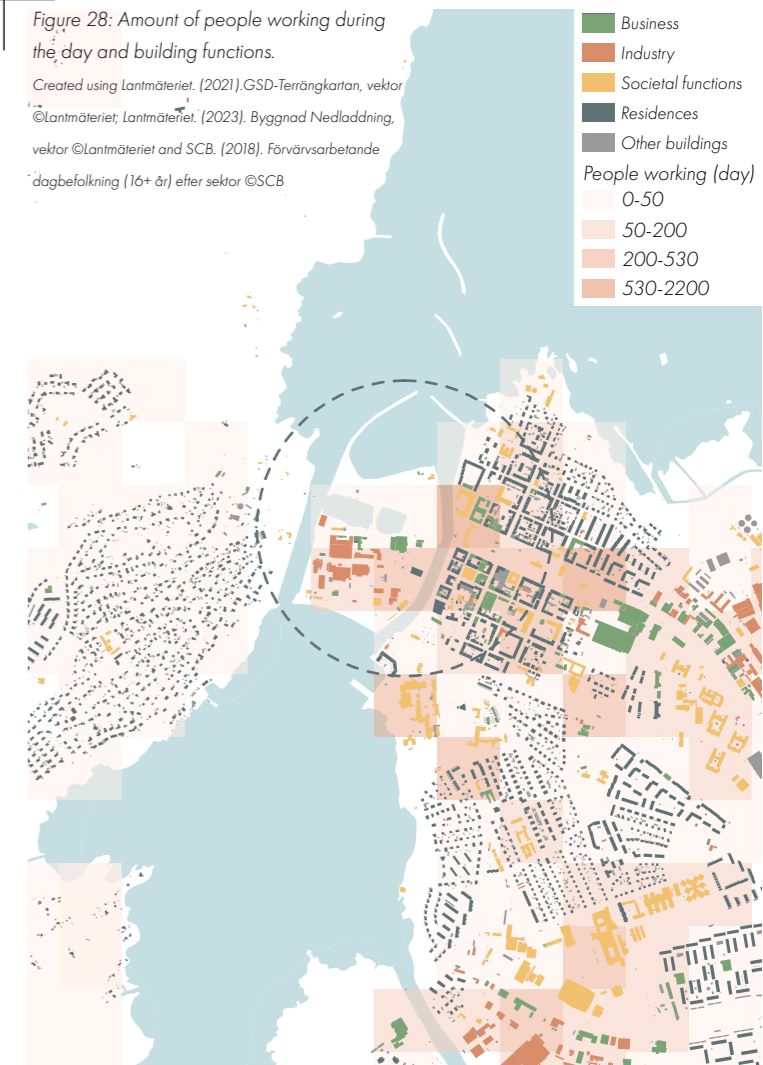 Figure 28: Amount of people working during
the day and building functions.
Created using Lantmäteriet. (2021).GSD-Terrängkartan, vektor
©Lantmäteriet; Lantmäteriet. (2023). Byggnad Nedladdning,
vektor ©Lantmäteriet and SCB. (2018). Förvärvsarbetande
dagbefolkning (16+ år) efter sektor ©SCB
Business
Industry
Societal functions
Residences
Other buildings
People working (day)
0-50
50-200
200-530
530-2200